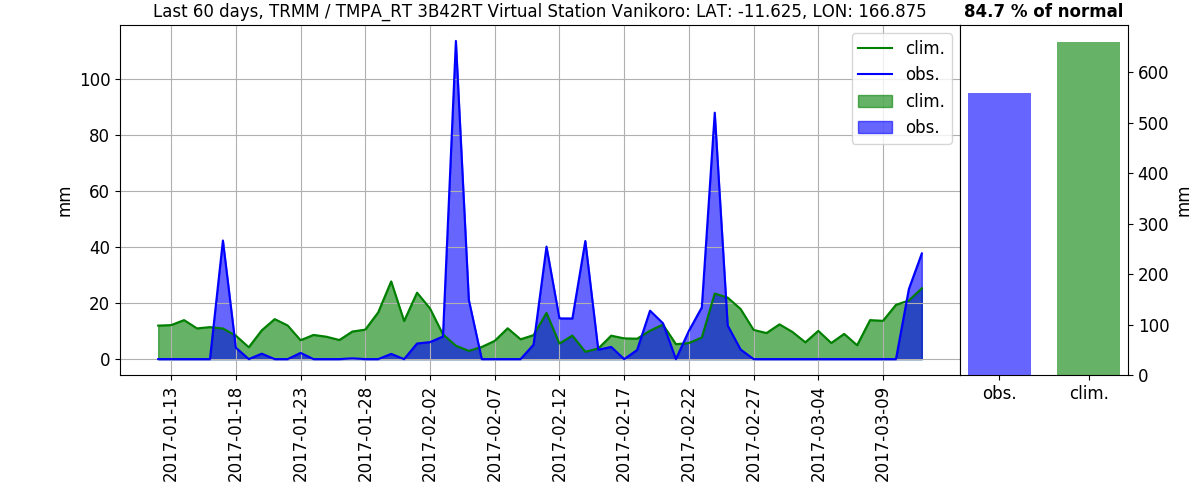 Last 60 days, TRMM / TMPA_RT 3B42RT Virtual Station Vanikoro: LAT: -11.625, LON: 166.875
84.7 % of normal
clim.
obs.
clim.
obs.
mm
100
80
60
40
20
0
2017-01-13
2017-01-18
2017-01-23
2017-01-28
2017-02-02
2017-02-07
2017-02-12
2017-02-17
2017-02-22
2017-02-27
2017-03-04
2017-03-09
600
500
400
300
200
100
0
mm
obs.
clim.